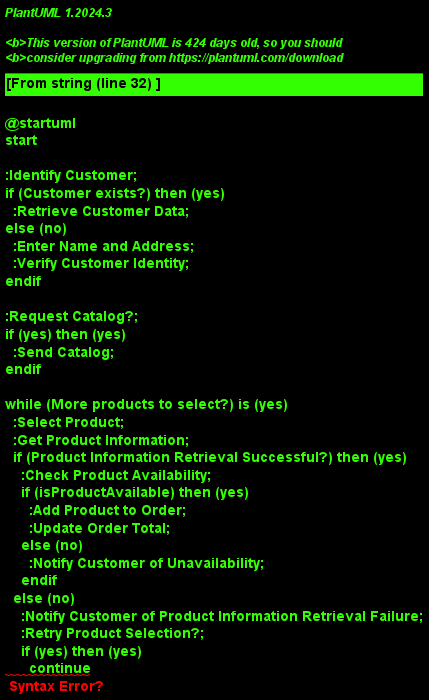 PlantUML 1.2024.3
<b>This version of PlantUML is 424 days old, so you should
<b>consider upgrading from https://plantuml.com/download
[From string (line 32) ]
@startuml
start
:Identify Customer;
if (Customer exists?) then (yes)
:Retrieve Customer Data;
else (no)
:Enter Name and Address;
:Verify Customer Identity;
endif
:Request Catalog?;
if (yes) then (yes)
:Send Catalog;
endif
while (More products to select?) is (yes)
:Select Product;
:Get Product Information;
if (Product Information Retrieval Successful?) then (yes)
:Check Product Availability;
if (isProductAvailable) then (yes)
:Add Product to Order;
:Update Order Total;
else (no)
:Notify Customer of Unavailability;
endif
else (no)
:Notify Customer of Product Information Retrieval Failure;
:Retry Product Selection?;
if (yes) then (yes)
continue
Syntax Error?